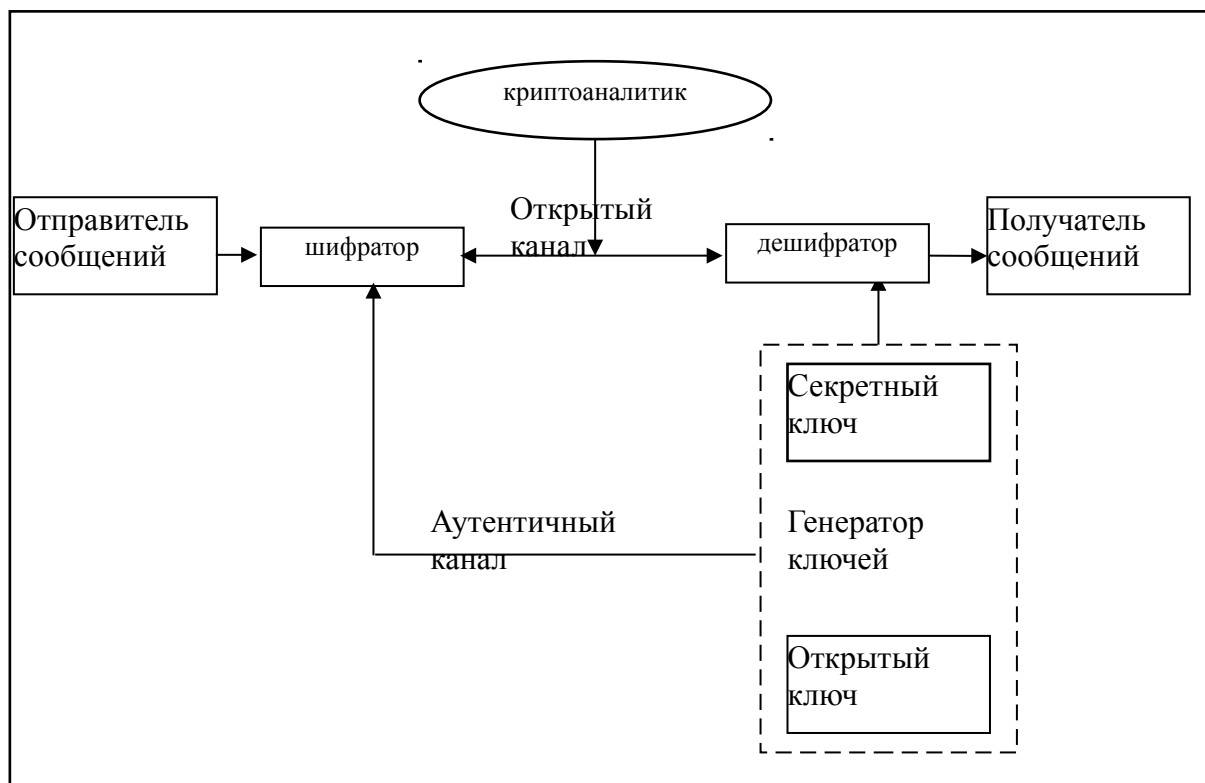 криптоаналитик
Отправитель
сообщений
шифратор
Открытый
канал
дешифратор
Получатель
сообщений
Секретный
ключ
Аутентичный
канал
Генератор
ключей
Открытый
ключ